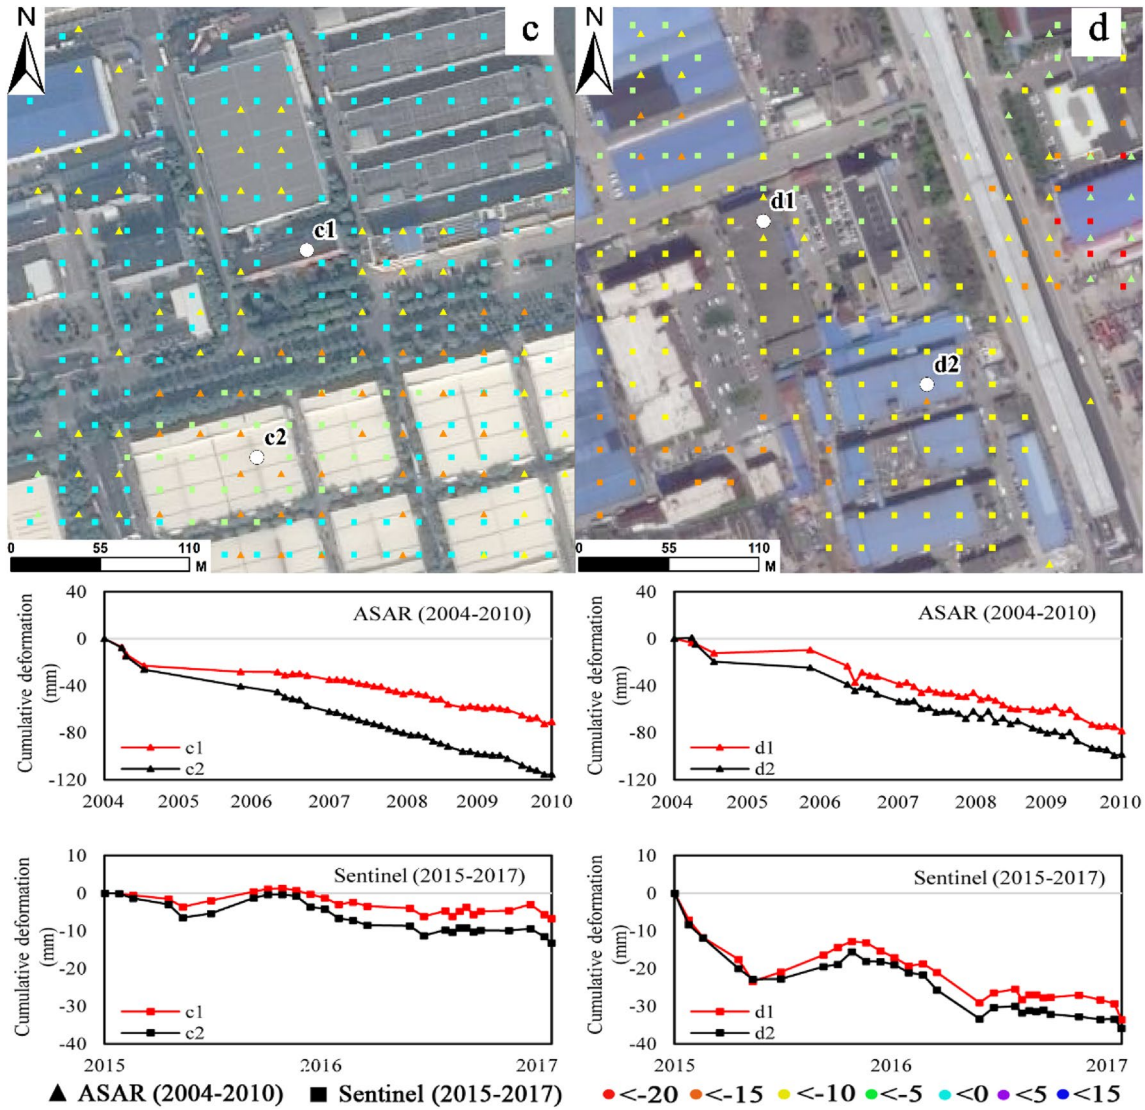 N
c
N
d
c1
d1
d2
c2
0 55 110
M
0 55 110
M
40
0
-40
-80
-120
Cumulative deformation
(mm)
ASAR (2004-2010)
c1
c2
2004 2005 2006 2007 2008 2009 2010
40
0
-40
-80
-120
Cumulative deformation
(mm)
ASAR (2004-2010)
d1
d2
2004 2005 2006 2007 2008 2009 2010
10
0
-10
-20
-30
-40
Cumulative deformation
(mm)
Sentinel (2015-2017)
c1
c2
2015 2016 2017
10
0
-10
-20
-30
-40
Cumulative deformation
(mm)
Sentinel (2015-2017)
d1
d2
2015 2016 2017
ASAR (2004-2010) Sentinel (2015-2017) <-20 <-15 <-10 <-5 <0 <5 <15